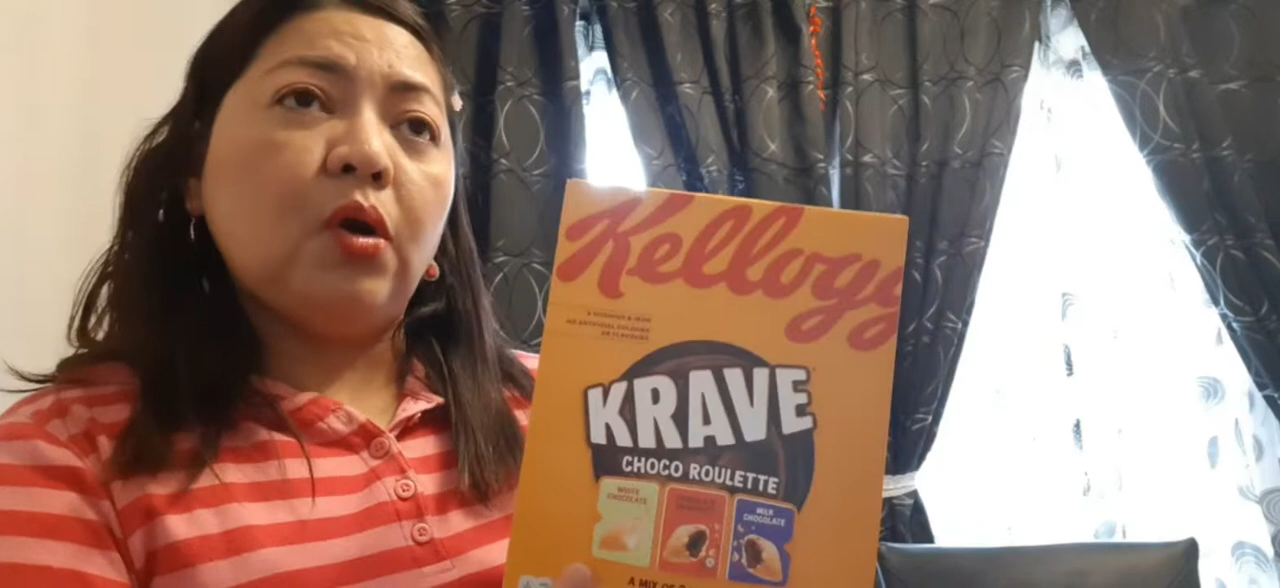 Kellogg
NO ARTIFICIAL COLOURS
OR FLAVOURS
KRAVE
CHOCO ROULETTE
WHITE
CHOCOLATE
MILK
CHOCOLATE
A MIX OF